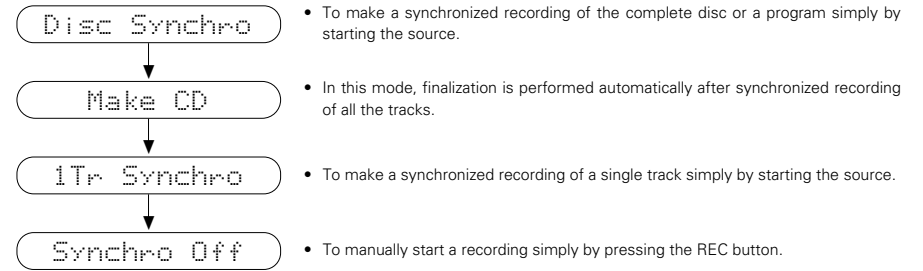 Disc Synchro
• To make a synchronized recording of the complete disc or a program simply by
starting the source.
Make CD
• In this mode, finalization is performed automatically after synchronized recording
of all the tracks.
1Tr Synchro
• To make a synchronized recording of a single track simply by starting the source.
Synchro Off
• To manually start a recording simply by pressing the REC button.